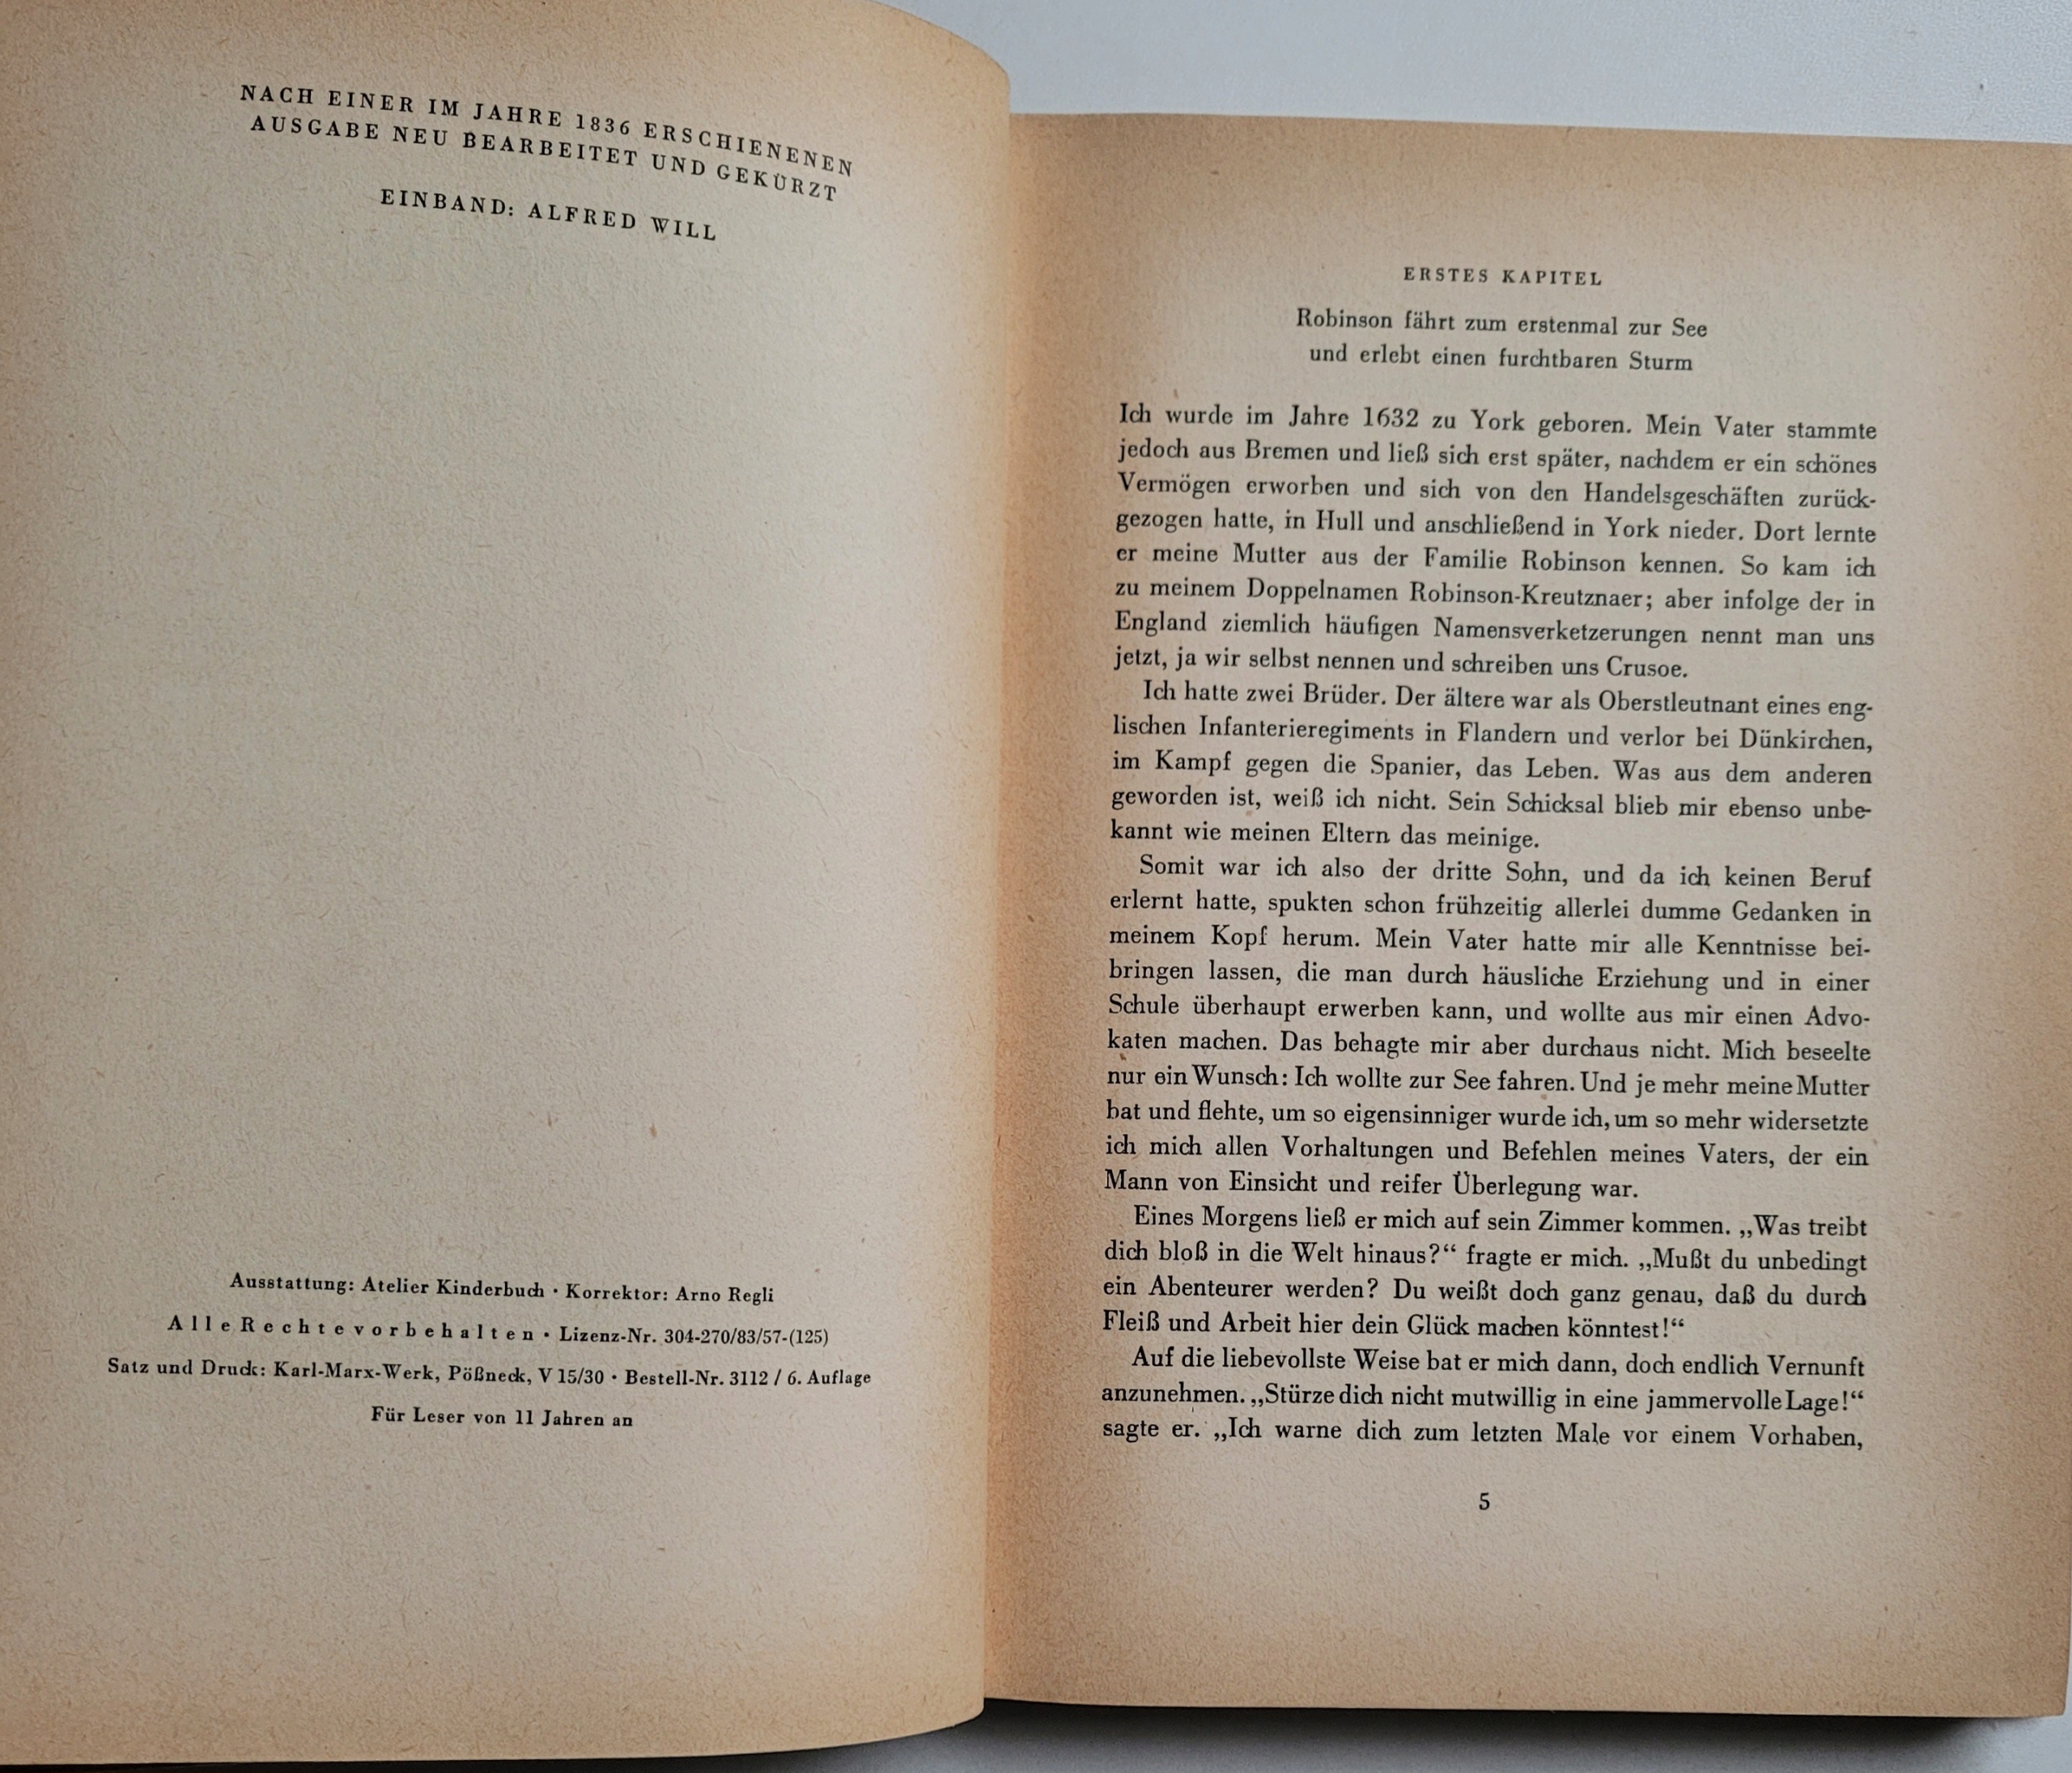 NACH EINER IM JAHRE 1836 ERSCHIENENEN
AUSGABE NEU BEARBEITET UND GEKÜRZT
EINBAND: ALFRED WILL
Ausstattung: Atelier Kinderbuch · Korrektor: Arno Regli
Alle Rechte vorbehalten · Lizenz-Nr. 304-270/83/57-(125)
Satz und Druck: Karl-Marx-Werk, Pößneck, V 15/30 · Bestell-Nr. 3112 / 6. Auflage
Für Leser von 11 Jahren an
ERSTES KAPITEL
Robinson fährt zum erstenmal zur See
und erlebt einen furchtbaren Sturm
Ich wurde im Jahre 1632 zu York geboren. Mein Vater stammte
jedoch aus Bremen und ließ sich erst später, nachdem er ein schönes
Vermögen erworben und sich von den Handelsgeschäften zurück-
gezogen hatte, in Hull und anschließend in York nieder. Dort lernte
er meine Mutter aus der Familie Robinson kennen. So kam ich
zu meinem Doppelnamen Robinson-Kreutznaer; aber infolge der in
England ziemlich häufigen Namensverketzerungen nennt man uns
jetzt, ja wir selbst nennen und schreiben uns Crusoe.
Ich hatte zwei Brüder. Der ältere war als Oberstleutnant eines eng-
lischen Infanterieregiments in Flandern und verlor bei Dünkirchen,
im Kampf gegen die Spanier, das Leben. Was aus dem anderen
geworden ist, weiß ich nicht. Sein Schicksal blieb mir ebenso unbe-
kannt wie meinen Eltern das meinige.
Somit war ich also der dritte Sohn, und da ich keinen Beruf
erlernt hatte, spukten schon frühzeitig allerlei dumme Gedanken in
meinem Kopf herum. Mein Vater hatte mir alle Kenntnisse bei-
bringen lassen, die man durch häusliche Erziehung und in einer
Schule überhaupt erwerben kann, und wollte aus mir einen Advo-
katen machen. Das behagte mir aber durchaus nicht. Mich beseelte
nur ein Wunsch: Ich wollte zur See fahren. Und je mehr meine Mutter
bat und flehte, um so eigensinniger wurde ich, um so mehr widersetzte
ich mich allen Vorhaltungen und Befehlen meines Vaters, der ein
Mann von Einsicht und reifer Überlegung war.
Eines Morgens ließ er mich auf sein Zimmer kommen. „Was treibt
dich bloß in die Welt hinaus?“ fragte er mich. „Mußt du unbedingt
ein Abenteurer werden? Du weißt doch ganz genau, daß du durch
Fleiß und Arbeit hier dein Glück machen könntest!“
Auf die liebevollste Weise bat er mich dann, doch endlich Vernunft
anzunehmen. „Stürze dich nicht mutwillig in eine jammervolle Lage!“
sagte er. „Ich warne dich zum letzten Male vor einem Vorhaben,
5